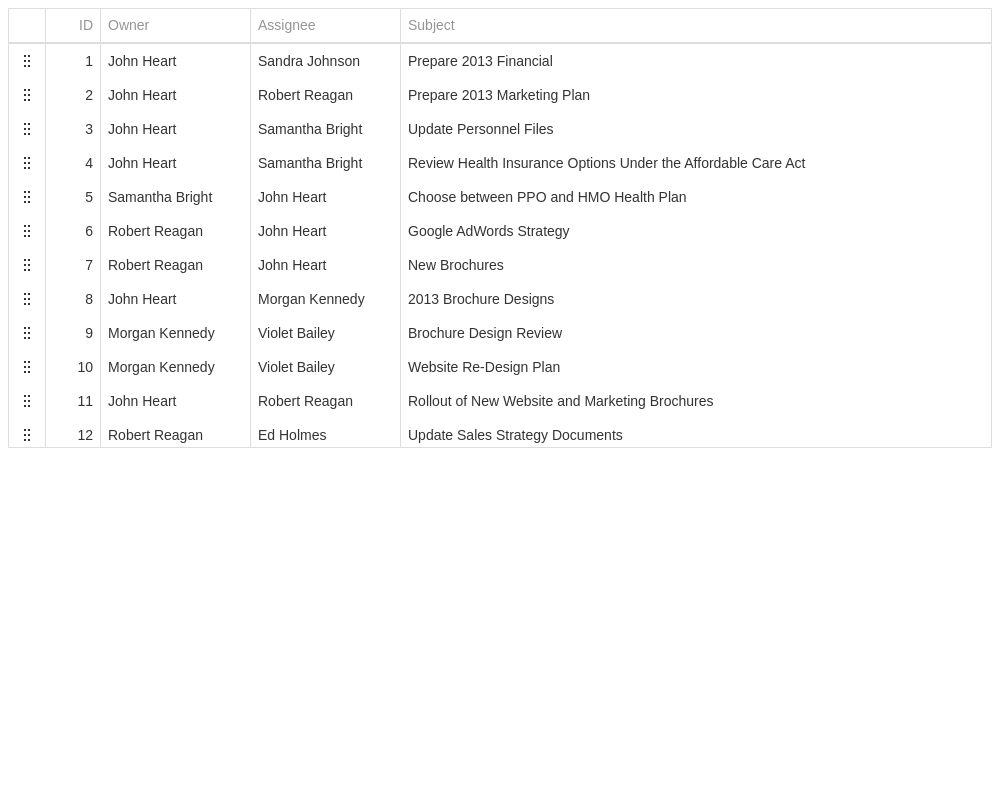 ID Owner Assignee Subject
1 John Heart Sandra Johnson Prepare 2013 Financial
2 John Heart Robert Reagan Prepare 2013 Marketing Plan
3 John Heart Samantha Bright Update Personnel Files
4 John Heart Samantha Bright Review Health Insurance Options Under the Affordable Care Act
5 Samantha Bright John Heart Choose between PPO and HMO Health Plan
6 Robert Reagan John Heart Google AdWords Strategy
7 Robert Reagan John Heart New Brochures
8 John Heart Morgan Kennedy 2013 Brochure Designs
9 Morgan Kennedy Violet Bailey Brochure Design Review
10 Morgan Kennedy Violet Bailey Website Re-Design Plan
11 John Heart Robert Reagan Rollout of New Website and Marketing Brochures
12 Robert Reagan Ed Holmes Update Sales Strategy Documents